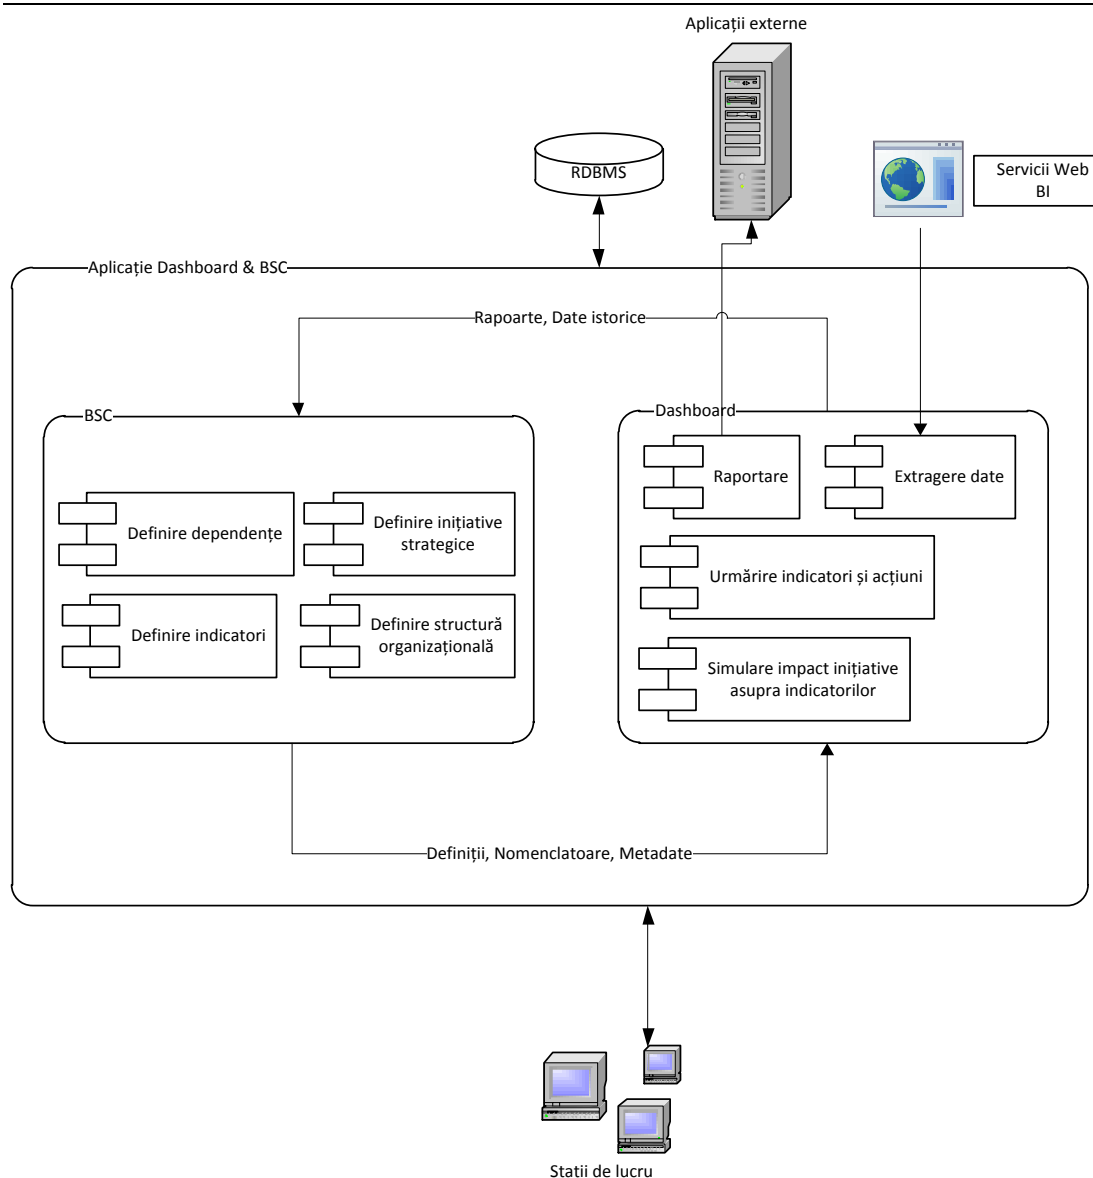 Aplicații externe
RDBMS
Servicii Web
BI
Aplicație Dashboard & BSC
Rapoarte, Date istorice
BSC
Dashboard
Raportare
Extragere date
Definire dependențe
Definire inițiative
strategice
Urmărire indicatori și acțiuni
Definire indicatori
Definire structură
organizațională
Simulare impact inițiative
asupra indicatorilor
Definiții, Nomenclatoare, Metadate
Statii de lucru